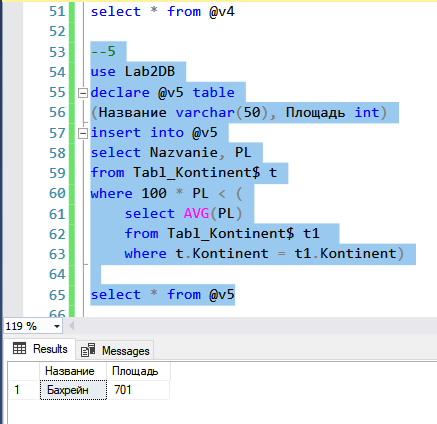 51 select * from @v4
52
53 --5
54 use Lab2DB
55 declare @v5 table
56 (Название varchar(50), Площадь int)
57 insert into @v5
58 select Nazvanie, PL
59 from Tabl_Kontinent$ t
60 where 100 * PL < (
61 select AVG(PL)
62 from Tabl_Kontinent$ t1
63 where t.Kontinent = t1.Kontinent)
64
65 select * from @v5
66
119 %
Results Messages
Название Площадь
1 Бахрейн 701